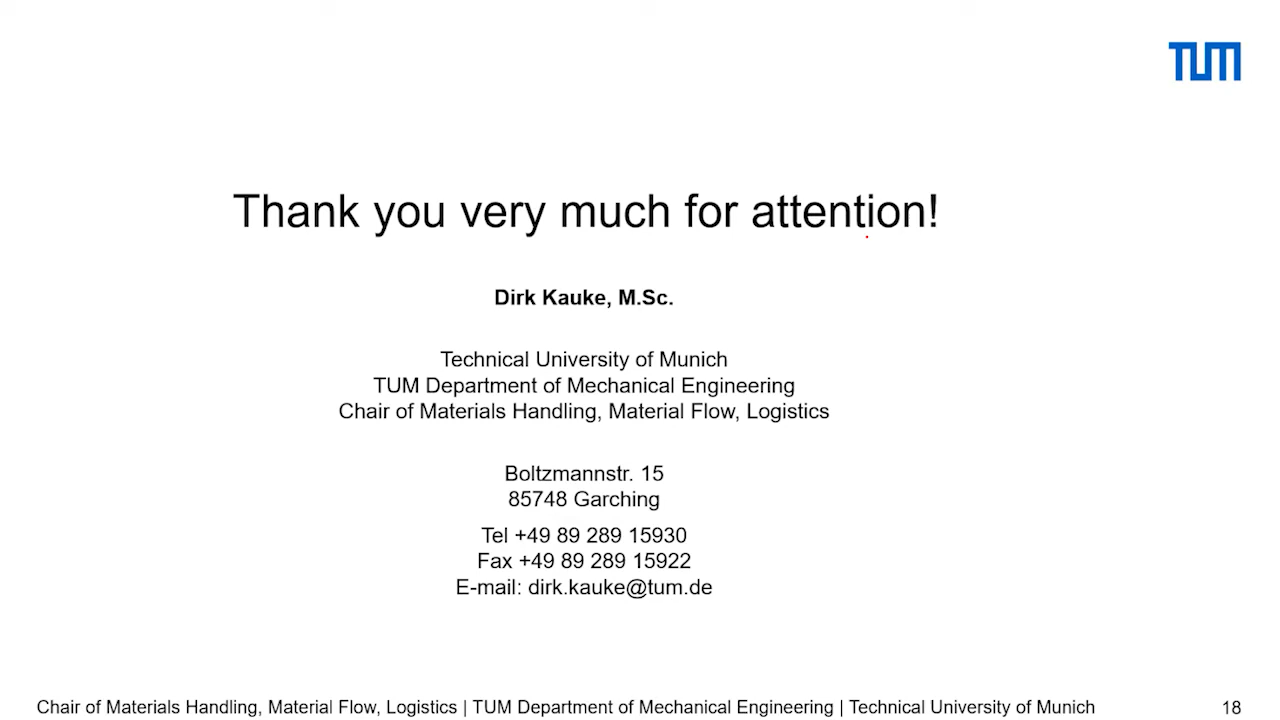 TUM
Thank you very much for attention!
Dirk Kauke, M.Sc.
Technical University of Munich
TUM Department of Mechanical Engineering
Chair of Materials Handling, Material Flow, Logistics
Boltzmannstr. 15
85748 Garching
Tel +49 89 289 15930
Fax +49 89 289 15922
E-mail: dirk.kauke@tum.de
Chair of Materials Handling, Material Flow, Logistics | TUM Department of Mechanical Engineering | Technical University of Munich
18